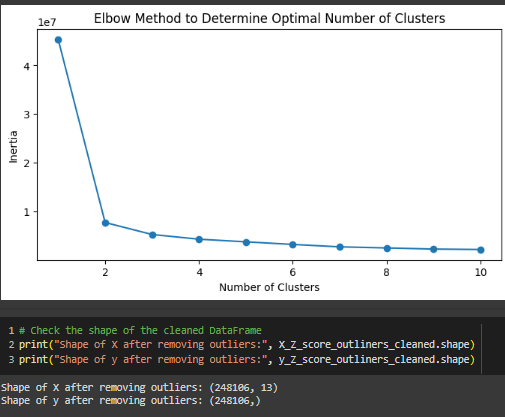 Elbow Method to Determine Optimal Number of Clusters
1e7
4
3
2
1
Inertia
2 4 6 8 10
Number of Clusters
1 # Check the shape of the cleaned DataFrame
2 print("Shape of X after removing outliers:", X_Z_score_outliners_cleaned.shape)
3 print("Shape of y after removing outliers:", y_Z_score_outliners_cleaned.shape)
Shape of X after removing outliers: (248106, 13)
Shape of y after removing outliers: (248106,)